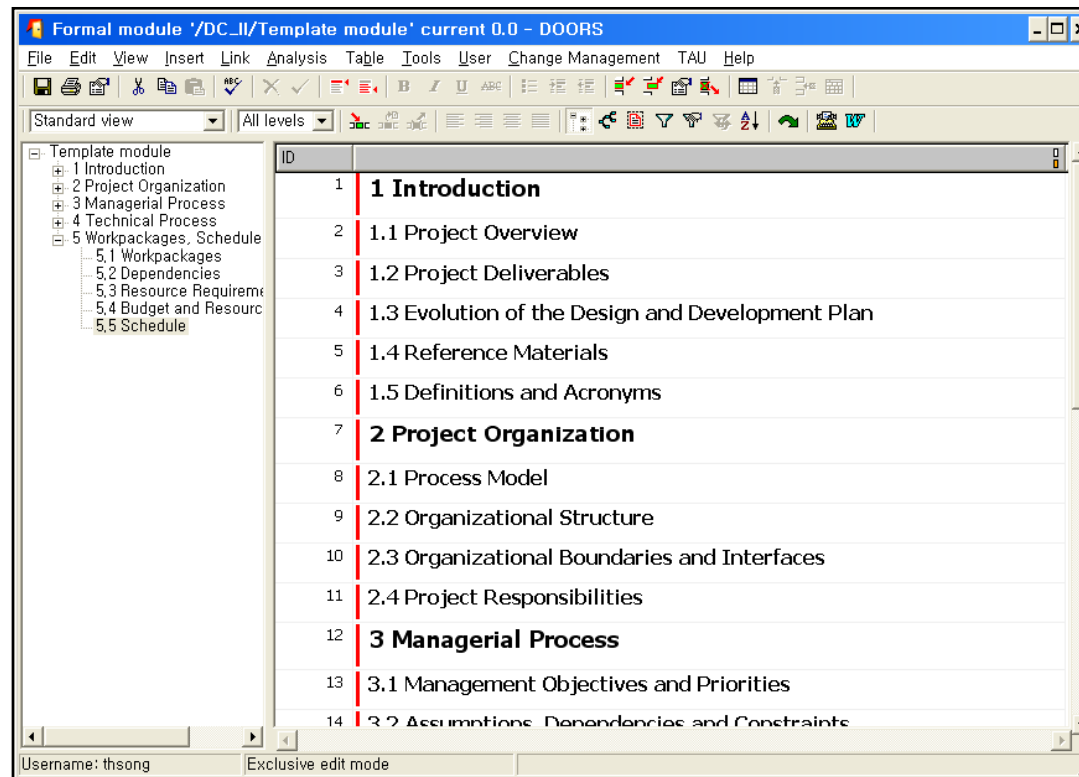 Formal module '/DC_II/Template module' current 0.0 - DOORS
File Edit View Insert Link Analysis Table Tools User Change Management TAU Help
Standard view All levels
Template module
1 Introduction
2 Project Organization
3 Managerial Process
4 Technical Process
5 Workpackages, Schedule
5,1 Workpackages
5,2 Dependencies
5,3 Resource Requireme
5,4 Budget and Resourc
5,5 Schedule
ID
1 1 Introduction
2 1.1 Project Overview
3 1.2 Project Deliverables
4 1.3 Evolution of the Design and Development Plan
5 1.4 Reference Materials
6 1.5 Definitions and Acronyms
7 2 Project Organization
8 2.1 Process Model
9 2.2 Organizational Structure
10 2.3 Organizational Boundaries and Interfaces
11 2.4 Project Responsibilities
12 3 Managerial Process
13 3.1 Management Objectives and Priorities
14 3.2 Assumptions, Dependencies and Constraints
Username: thsong Exclusive edit mode